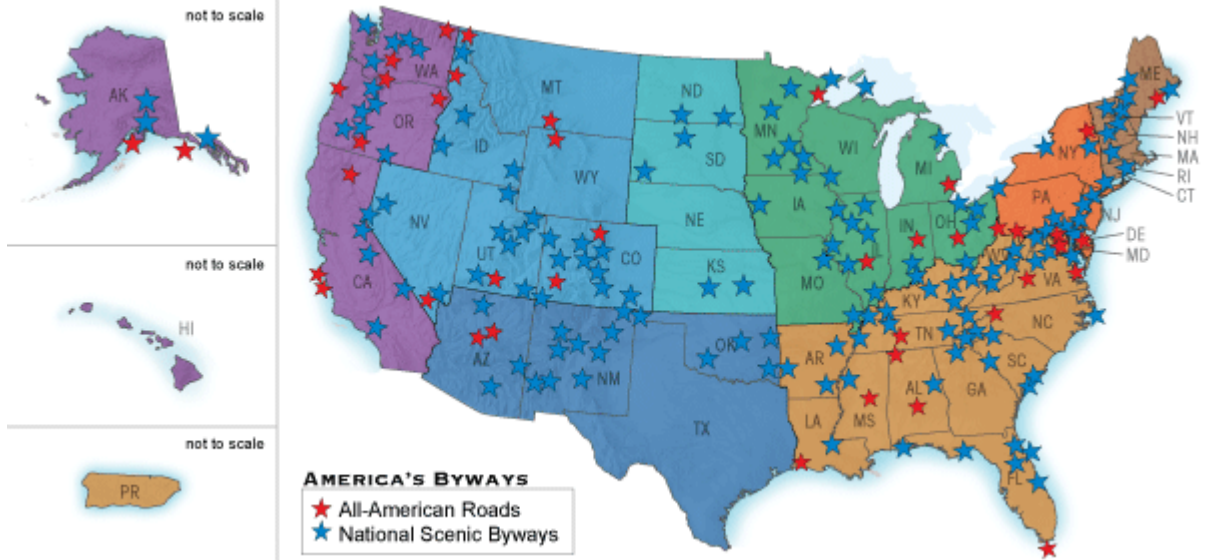 not to scale
AK
not to scale
HI
not to scale
PR
WA
MT
ND
ME
MN
VT
OR
NH
ID
SD
WI
NY
MA
MI
WY
RI
CT
PA
IA
NE
NJ
NV
IN
OH
DE
UT
CO
MD
KS
CA
MO
VA
KY
NC
TN
OK
AR
SC
AZ
NM
AL
GA
TX
LA
MS
FL
AMERICA'S BYWAYS
All-American Roads
National Scenic Byways